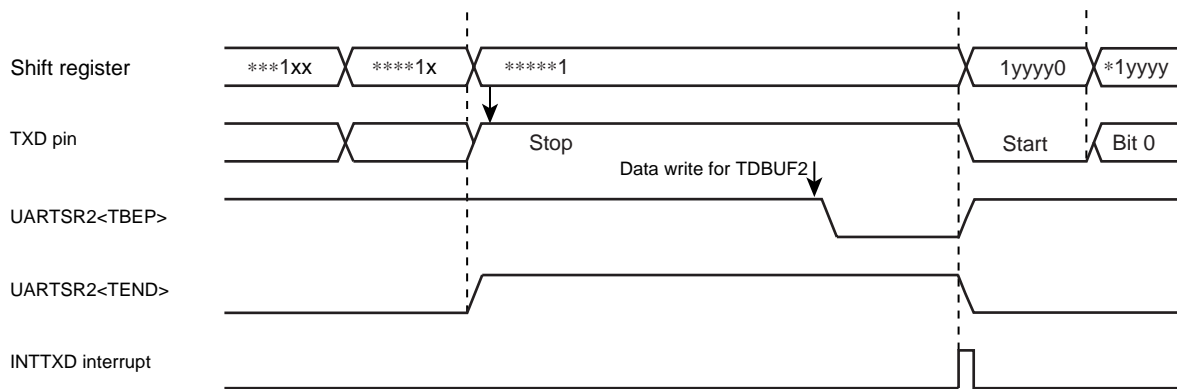 Shift register ***1xx ****1x *****1 1yyyy0 *1yyyy
TXD pin Stop Start Bit 0
Data write for TDBUF2
UARTSR2<TBEP>
UARTSR2<TEND>
INTTXD interrupt